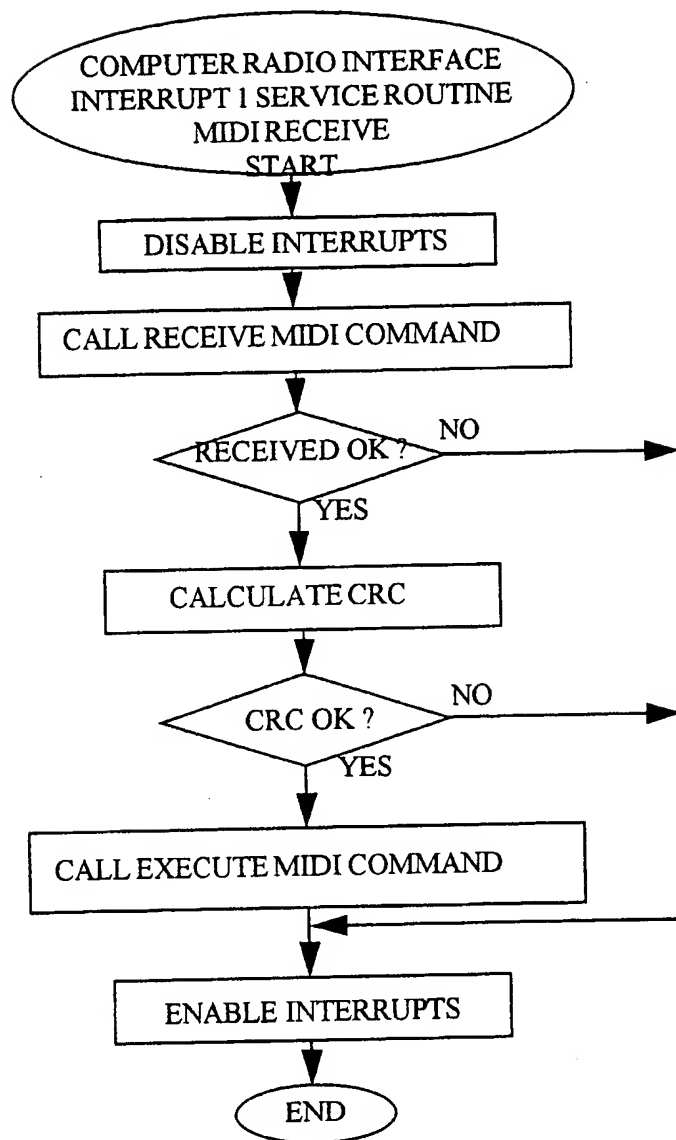 COMPUTER RADIO INTERFACE
INTERRUPT 1 SERVICE ROUTINE
MIDI RECEIVE
START
DISABLE INTERRUPTS
CALL RECEIVE MIDI COMMAND
RECEIVED OK ?
NO
YES
CALCULATE CRC
CRC OK ?
NO
YES
CALL EXECUTE MIDI COMMAND
ENABLE INTERRUPTS
END